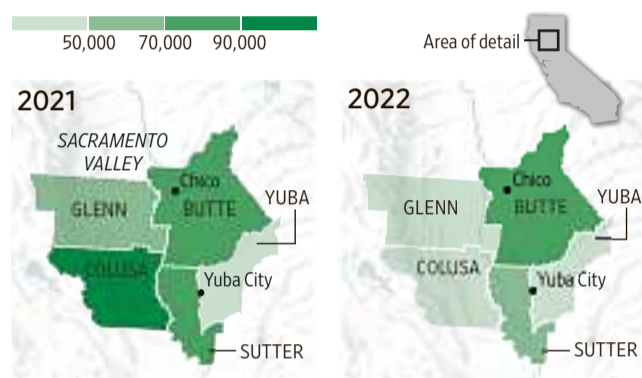 50,000 70,000 90,000
Area of detail
2021
SACRAMENTO
VALLEY
Chico
GLENN
BUTTE
YUBA
COLUSA
Yuba City
SUTTER
2022
Chico
GLENN
BUTTE
YUBA
COLUSA
Yuba City
SUTTER